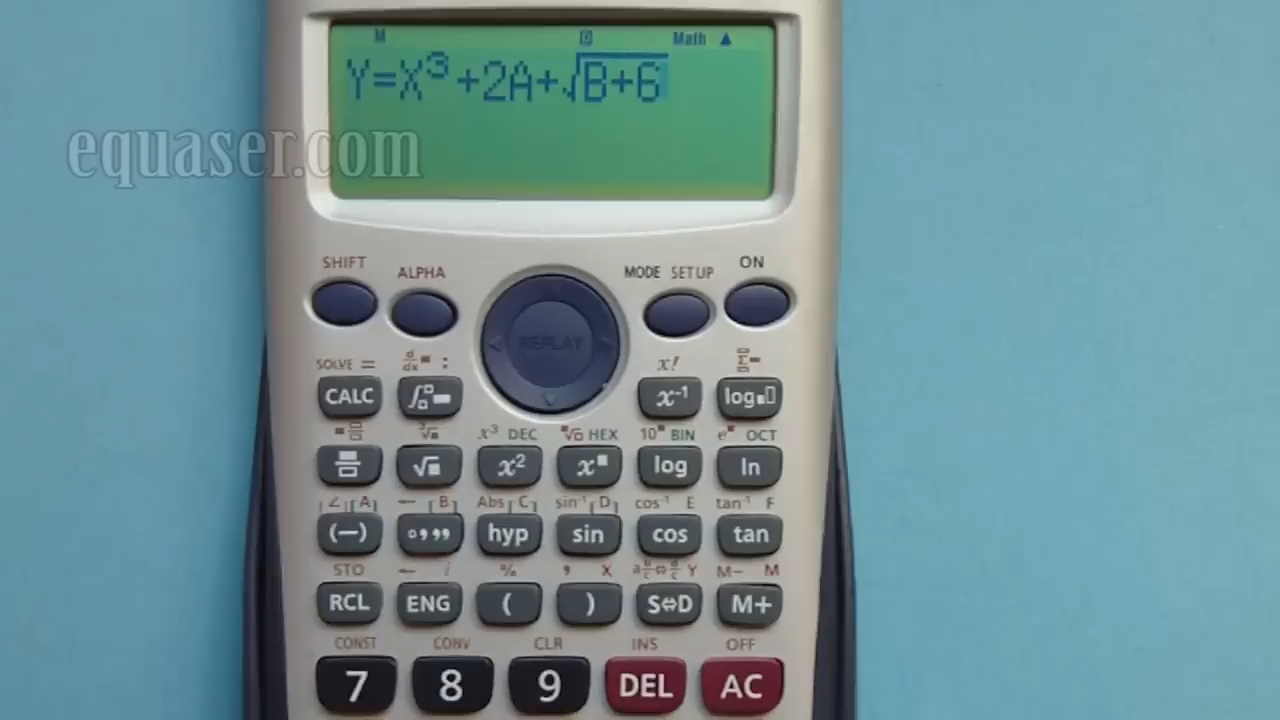 M D Math ▲
Y=X³+2A+√B+6
equaser.com
SHIFT ALPHA MODE SETUP ON
REPLAY
SOLVE = d/dx :  x! Σ
CALC ∫ x⁻¹ log
³√ x³ DEC √ HEX 10 BIN e OCT
√ x² x log ln
∠ A ← B Abs C sin⁻¹ D cos⁻¹ E tan⁻¹ F
(−) ° ’ ’’ hyp sin cos tan
STO ← i % , X a b/c⇔d/c Y M− M
RCL ENG ( ) S⇔D M+
CONST CONV CLR INS OFF
7 8 9 DEL AC